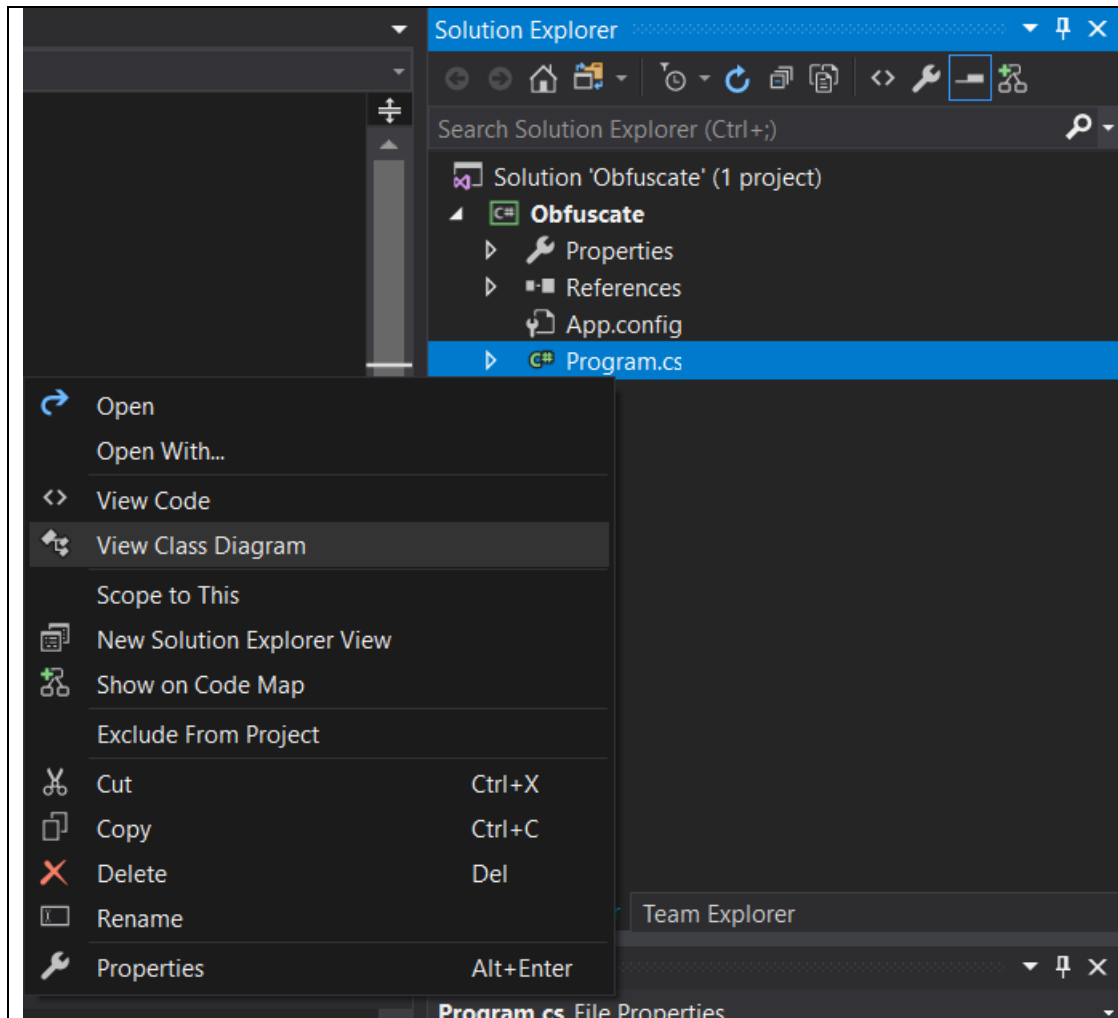 Solution Explorer
Search Solution Explorer (Ctrl+;)
Solution 'Obfuscate' (1 project)
C# Obfuscate
Properties
References
App.config
C# Program.cs
Open
Open With...
View Code
View Class Diagram
Scope to This
New Solution Explorer View
Show on Code Map
Exclude From Project
Cut Ctrl+X
Copy Ctrl+C
Delete Del
Rename
Properties Alt+Enter
Team Explorer
Program.cs File Properties